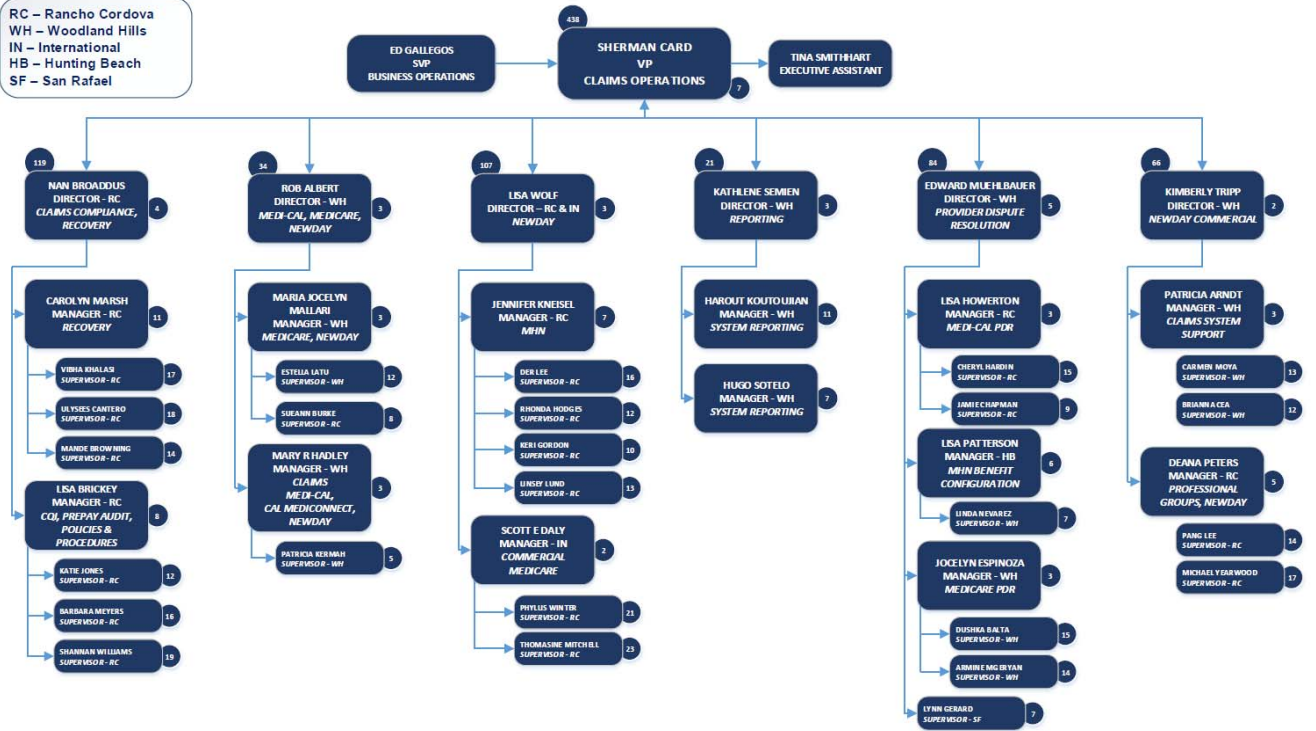 RC – Rancho Cordova
WH – Woodland Hills
IN – International
HB – Hunting Beach
SF – San Rafael
438
SHERMAN CARD
VP
CLAIMS OPERATIONS
7
ED GALLEGOS
SVP
BUSINESS OPERATIONS
TINA SMITHHART
EXECUTIVE ASSISTANT
119
NAN BROADDUS
DIRECTOR - RC
CLAIMS COMPLIANCE,
RECOVERY
4
CAROLYN MARSH
MANAGER - RC
RECOVERY
11
VIBHA KHALASI
SUPERVISOR - RC
17
ULYSEES CANTERO
SUPERVISOR - RC
18
MANDE BROWNING
SUPERVISOR - RC
14
LISA BRICKEY
MANAGER - RC
CQI, PREPAY AUDIT,
POLICIES &
PROCEDURES
8
KATIE JONES
SUPERVISOR - RC
12
BARBARA MEYERS
SUPERVISOR - RC
16
SHANNAN WILLIAMS
SUPERVISOR - RC
19
34
ROB ALBERT
DIRECTOR - WH
MEDI-CAL, MEDICARE,
NEWDAY
3
MARIA JOCELYN
MALLARI
MANAGER - WH
MEDICARE, NEWDAY
3
ESTELLA LATU
SUPERVISOR - WH
12
SUEANN BURKE
SUPERVISOR - RC
8
MARY R HADLEY
MANAGER - WH
CLAIMS
MEDI-CAL,
CAL MEDICONNECT,
NEWDAY
3
PATRICIA KERMAH
SUPERVISOR - WH
5
107
LISA WOLF
DIRECTOR – RC & IN
NEWDAY
3
JENNIFER KNEISEL
MANAGER - RC
MHN
7
DER LEE
SUPERVISOR - RC
16
RHONDA HODGES
SUPERVISOR - RC
12
KERI GORDON
SUPERVISOR - RC
10
LINSEY LUND
SUPERVISOR - RC
13
SCOTT E DALY
MANAGER - IN
COMMERCIAL
MEDICARE
2
PHYLLIS WINTER
SUPERVISOR - RC
21
THOMASINE MITCHELL
SUPERVISOR - RC
23
21
KATHLENE SEMIEN
DIRECTOR - WH
REPORTING
3
HAROUT KOUTOUJIAN
MANAGER - WH
SYSTEM REPORTING
11
HUGO SOTELO
MANAGER - WH
SYSTEM REPORTING
7
84
EDWARD MUEHLBAUER
DIRECTOR - WH
PROVIDER DISPUTE
RESOLUTION
5
LISA HOWERTON
MANAGER - RC
MEDI-CAL PDR
3
CHERYL HARDIN
SUPERVISOR - RC
15
JAMIE CHAPMAN
SUPERVISOR - RC
9
LISA PATTERSON
MANAGER - HB
MHN BENEFIT
CONFIGURATION
6
LINDA NEVAREZ
SUPERVISOR - WH
7
JOCELYN ESPINOZA
MANAGER - WH
MEDICARE PDR
3
DUSHKA BALTA
SUPERVISOR - WH
15
ARMINE MGERYAN
SUPERVISOR - WH
14
LYNN GERARD
SUPERVISOR - SF
7
66
KIMBERLY TRIPP
DIRECTOR - WH
NEWDAY COMMERCIAL
2
PATRICIA ARNDT
MANAGER - WH
CLAIMS SYSTEM
SUPPORT
3
CARMEN MOYA
SUPERVISOR - WH
13
BRIANNA CEA
SUPERVISOR - WH
12
DEANA PETERS
MANAGER - RC
PROFESSIONAL
GROUPS, NEWDAY
5
PANG LEE
SUPERVISOR - RC
14
MICHAEL YEARWOOD
SUPERVISOR - RC
17